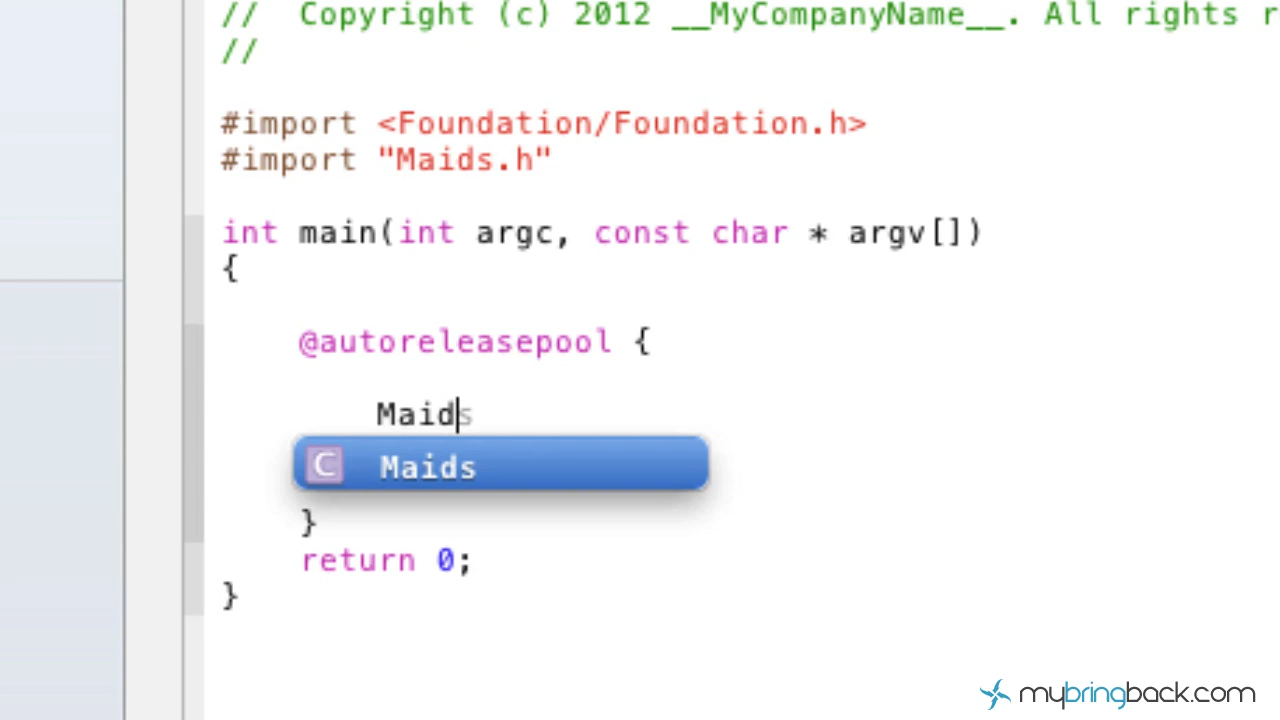 //  Copyright (c) 2012 __MyCompanyName__. All rights r
//
#import <Foundation/Foundation.h>
#import "Maids.h"
int main(int argc, const char * argv[])
{
@autoreleasepool {
Maids
C Maids
}
return 0;
}
mybringback.com